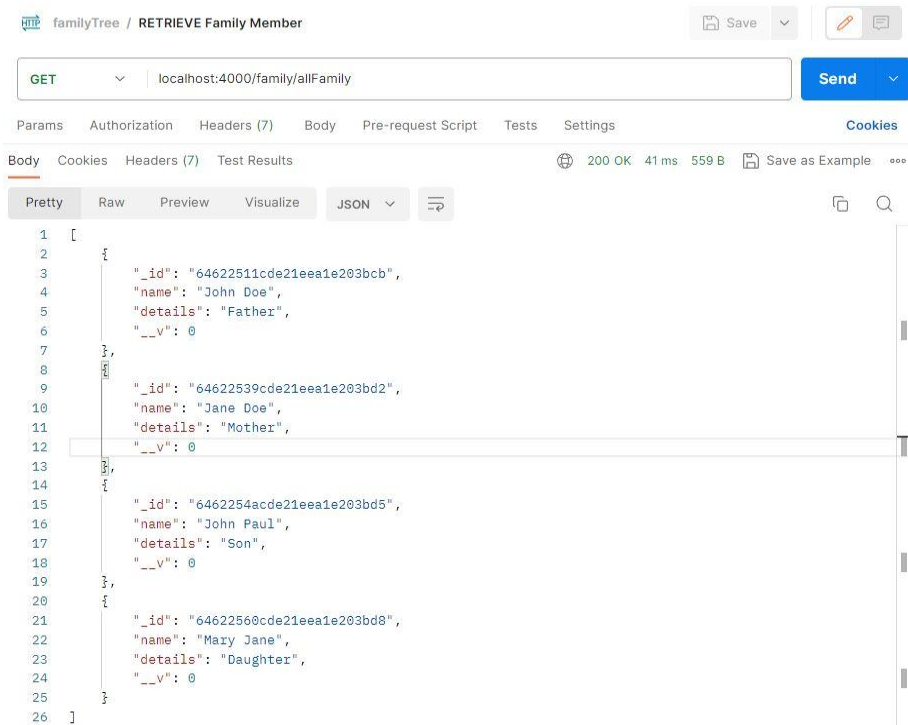 HTTP familyTree / RETRIEVE Family Member Save
GET localhost:4000/family/allFamily Send
Params Authorization Headers (7) Body Pre-request Script Tests Settings Cookies
Body Cookies Headers (7) Test Results 200 OK 41 ms 559 B Save as Example
Pretty Raw Preview Visualize JSON
1 [
2 {
3 "_id": "64622511cde21eea1e203bcb",
4 "name": "John Doe",
5 "details": "Father",
6 "__v": 0
7 },
8 {
9 "_id": "64622539cde21eea1e203bd2",
10 "name": "Jane Doe",
11 "details": "Mother",
12 "__v": 0
13 },
14 {
15 "_id": "6462254acde21eea1e203bd5",
16 "name": "John Paul",
17 "details": "Son",
18 "__v": 0
19 },
20 {
21 "_id": "64622560cde21eea1e203bd8",
22 "name": "Mary Jane",
23 "details": "Daughter",
24 "__v": 0
25 }
26 ]